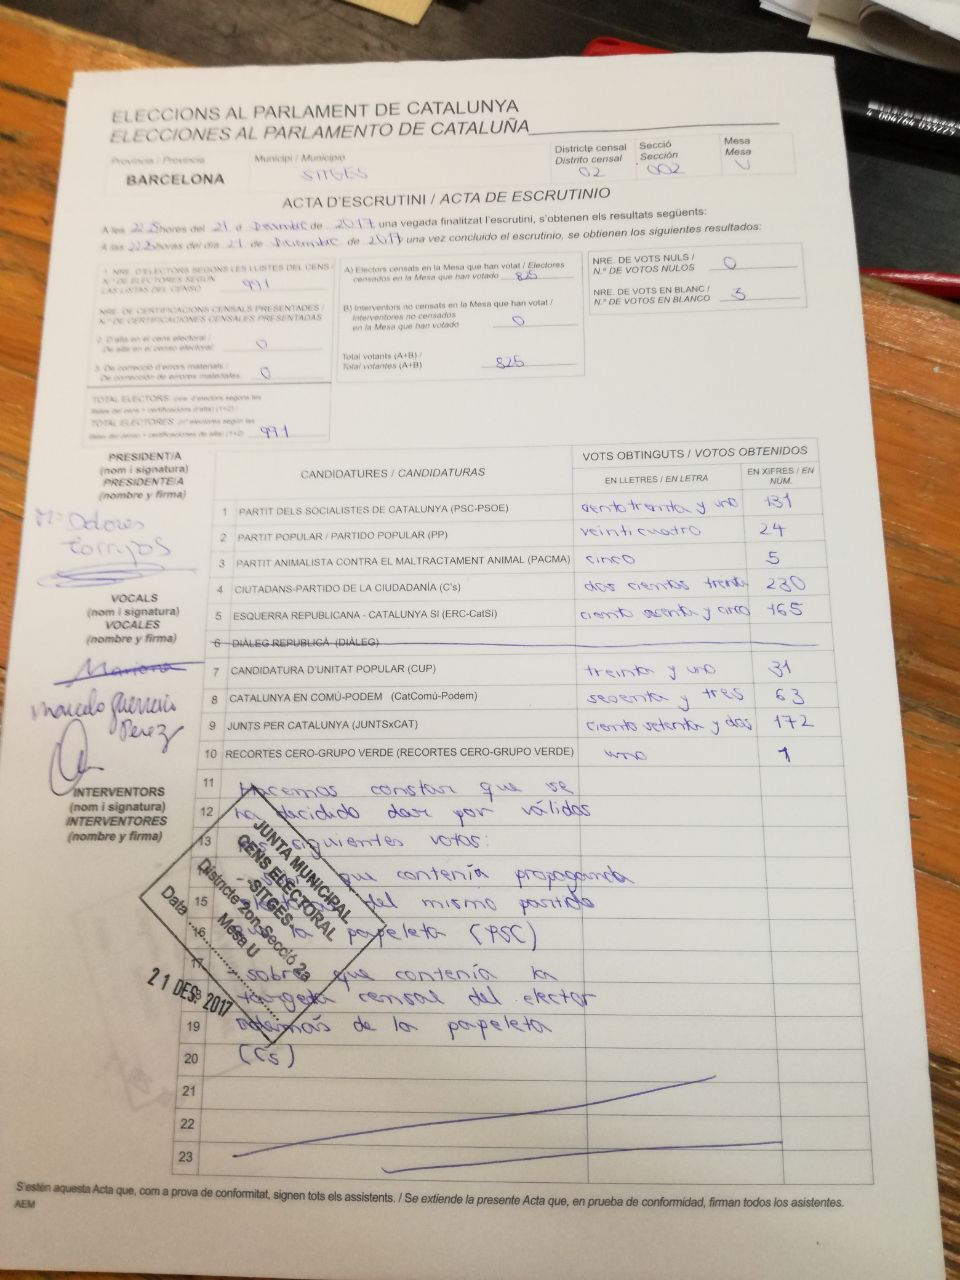 ELECCIONS AL PARLAMENT DE CATALUNYA
ELECCIONES AL PARLAMENTO DE CATALUÑA
Província / Provincia
BARCELONA
Municipi / Municipio
SITGES
Districte censal
Distrito censal
02
Secció
Sección
002
Mesa
Mesa
U
ACTA D'ESCRUTINI / ACTA DE ESCRUTINIO
A les hores del 21 d de 2017 una vegada finalitzat l'escrutini, s'obtenen els resultats següents:
A las horas del día 21 de Diciembre de 2017 una vez concluido el escrutinio, se obtienen los siguientes resultados:
1. NRE. D'ELECTORS SEGONS LES LLISTES DEL CENS /
N.º DE ELECTORES SEGÚN
LAS LISTAS DEL CENSO 991
NRE. DE CERTIFICACIONS CENSALS PRESENTADES /
N.º DE CERTIFICACIONES CENSALES PRESENTADAS
2. D'alta en el cens electoral /
De alta en el censo electoral: 0
3. De correcció d'errors materials /
De corrección de errores materiales: 0
TOTAL ELECTORS (nre. d'electors segons les
llistes del cens + certificacions d'alta) (1+2) /
TOTAL ELECTORES (n.º electores según las
listas del censo + certificaciones de alta) (1+2) 991
A) Electors censats en la Mesa que han votat / Electores
censados en la Mesa que han votado 825
B) Interventors no censats en la Mesa que han votat /
Interventores no censados
en la Mesa que han votado 0
Total votants (A+B) /
Total votantes (A+B) 825
NRE. DE VOTS NULS /
N.º DE VOTOS NULOS 0
NRE. DE VOTS EN BLANC /
N.º DE VOTOS EN BLANCO 3
PRESIDENT/A
(nom i signatura)
PRESIDENTE/A
(nombre y firma)
Mª Dolores
Torrijos
VOCALS
(nom i signatura)
VOCALES
(nombre y firma)
Mariona
Marcelo Guerrero
Perez
INTERVENTORS
(nom i signatura)
INTERVENTORES
(nombre y firma)
CANDIDATURES / CANDIDATURAS
VOTS OBTINGUTS / VOTOS OBTENIDOS
EN LLETRES / EN LETRA
EN XIFRES / EN NÚM.
1 PARTIT DELS SOCIALISTES DE CATALUNYA (PSC-PSOE) ciento treinta y uno 131
2 PARTIT POPULAR / PARTIDO POPULAR (PP) veinticuatro 24
3 PARTIT ANIMALISTA CONTRA EL MALTRACTAMENT ANIMAL (PACMA) cinco 5
4 CIUTADANS-PARTIDO DE LA CIUDADANÍA (C's) dos cientos treinta 230
5 ESQUERRA REPUBLICANA - CATALUNYA SI (ERC-CatSí) ciento sesenta y cinco 165
6 DIÀLEG REPUBLICÀ (DIÀLEG)
7 CANDIDATURA D'UNITAT POPULAR (CUP) treinta y uno 31
8 CATALUNYA EN COMÚ-PODEM (CatComú-Podem) sesenta y tres 63
9 JUNTS PER CATALUNYA (JUNTSxCAT) ciento setenta y dos 172
10 RECORTES CERO-GRUPO VERDE (RECORTES CERO-GRUPO VERDE) uno 1
11 Hacemos constar que se
12 ha decidido dar por válidos
13 los siguientes votos:
- sobre que contenía propaganda
15 del mismo partido
16 que la papeleta (PSC)
17 - sobre que contenía la
targeta censal del elector
19 además de la papeleta
20 (Cs)
21
22
23
JUNTA MUNICIPAL
CENS ELECTORAL
-SITGES-
Districte 2on Secció 2a
Mesa U
Data
21 DES. 2017
S'estén aquesta Acta que, com a prova de conformitat, signen tots els assistents. / Se extiende la presente Acta que, en prueba de conformidad, firman todos los asistentes.
AEM